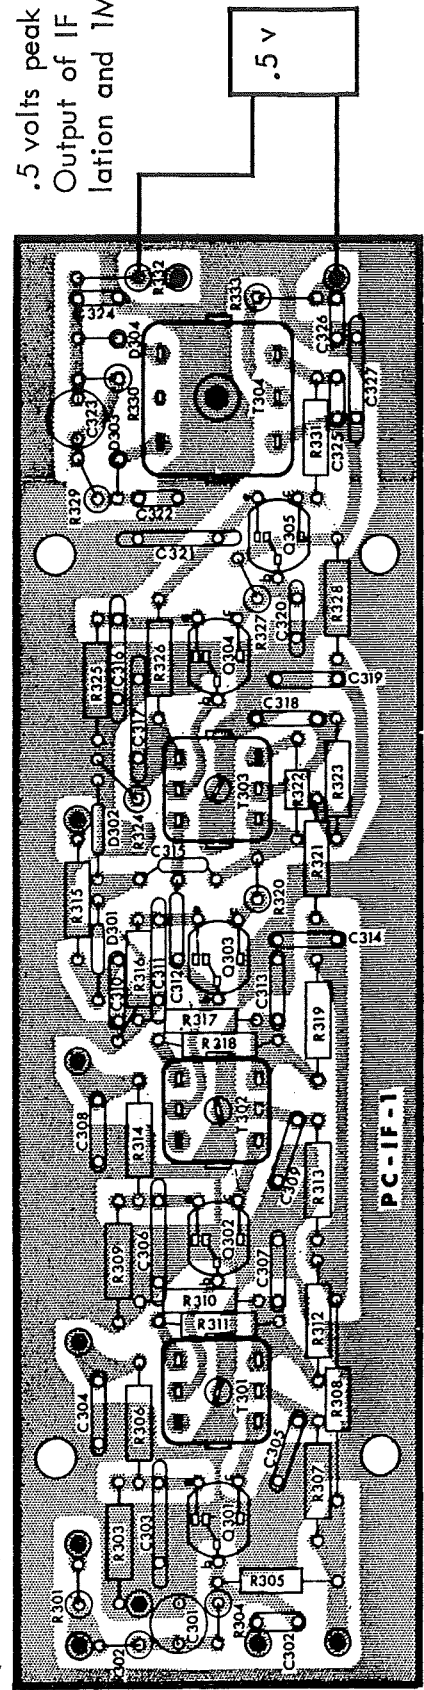 .5 volts peak
Output of IF
lation and 1M
.5 v
C324
R332
D304
R333
C326
C323
R330
D303
T304
C325
C327
R331
R329
C322
C321
Q305
R327
C320
R328
R325
C316
R326
Q304
C319
C317
C318
R324
D302
T303
R322
R323
R315
C315
R321
D301
R320
C310
R316
C311
C312
Q303
C313
C314
R317
R318
R319
C308
R314
T302
C309
R313
PC-IF-1
R309
C306
Q302
C307
R310
R311
R312
C304
R306
T301
C305
R308
R307
R303
C303
Q301
R305
R301
R302
C301
R304
C302